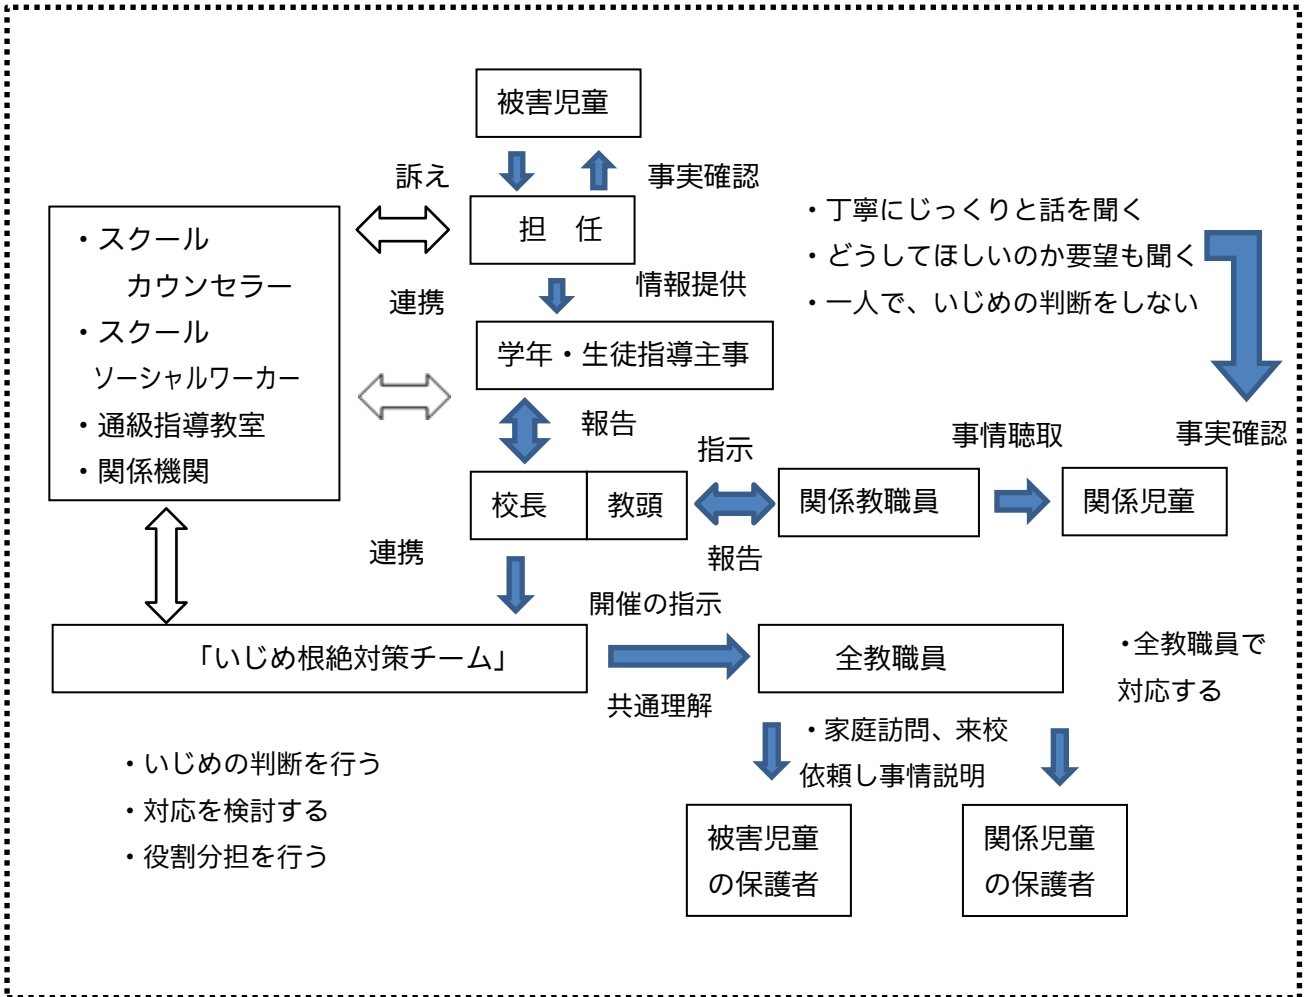 被害児童
訴え
事実確認
担　任
・丁寧にじっくりと話を聞く
・どうしてほしいのか要望も聞く
・一人で、いじめの判断をしない
・スクール
カウンセラー
・スクール
ソーシャルワーカー
・通級指導教室
・関係機関
連携
情報提供
学年・生徒指導主事
報告
指示
事情聴取
事実確認
校長
教頭
関係教職員
関係児童
連携
報告
開催の指示
「いじめ根絶対策チーム」
全教職員
・全教職員で
対応する
共通理解
・家庭訪問、来校
依頼し事情説明
・いじめの判断を行う
・対応を検討する
・役割分担を行う
被害児童
の保護者
関係児童
の保護者